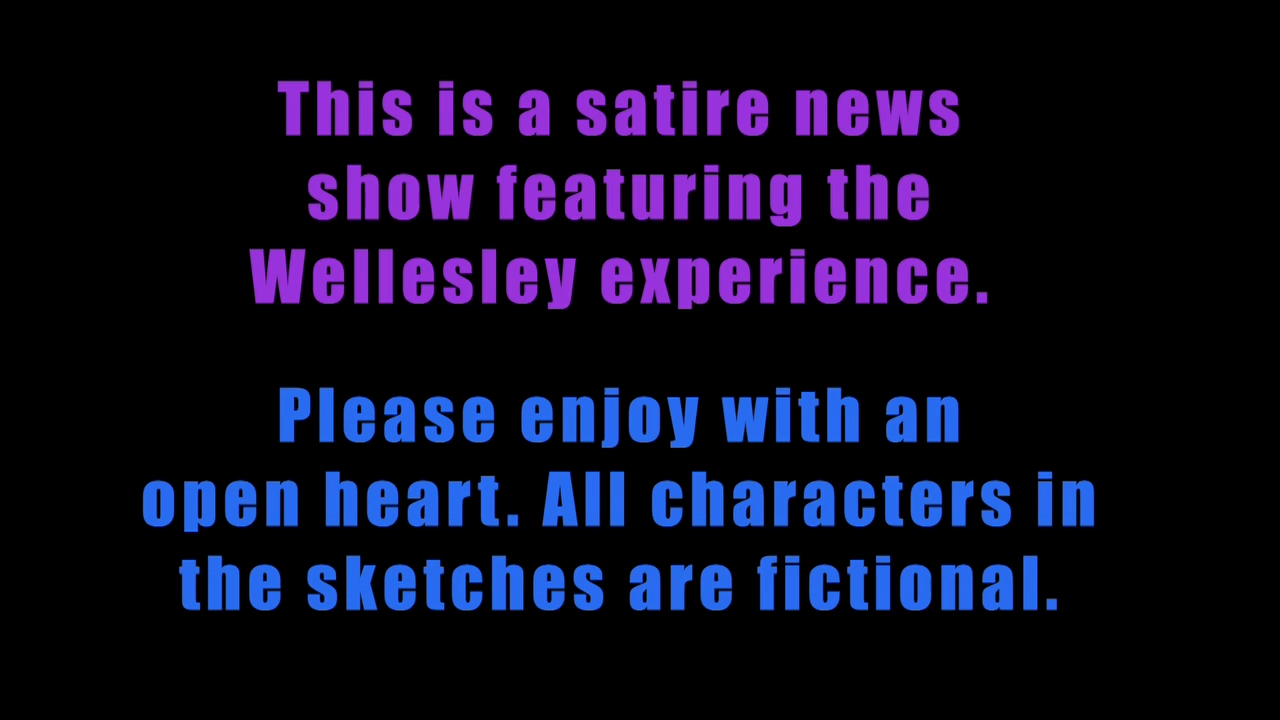 This is a satire news
show featuring the
Wellesley experience.
Please enjoy with an
open heart. All characters in
the sketches are fictional.